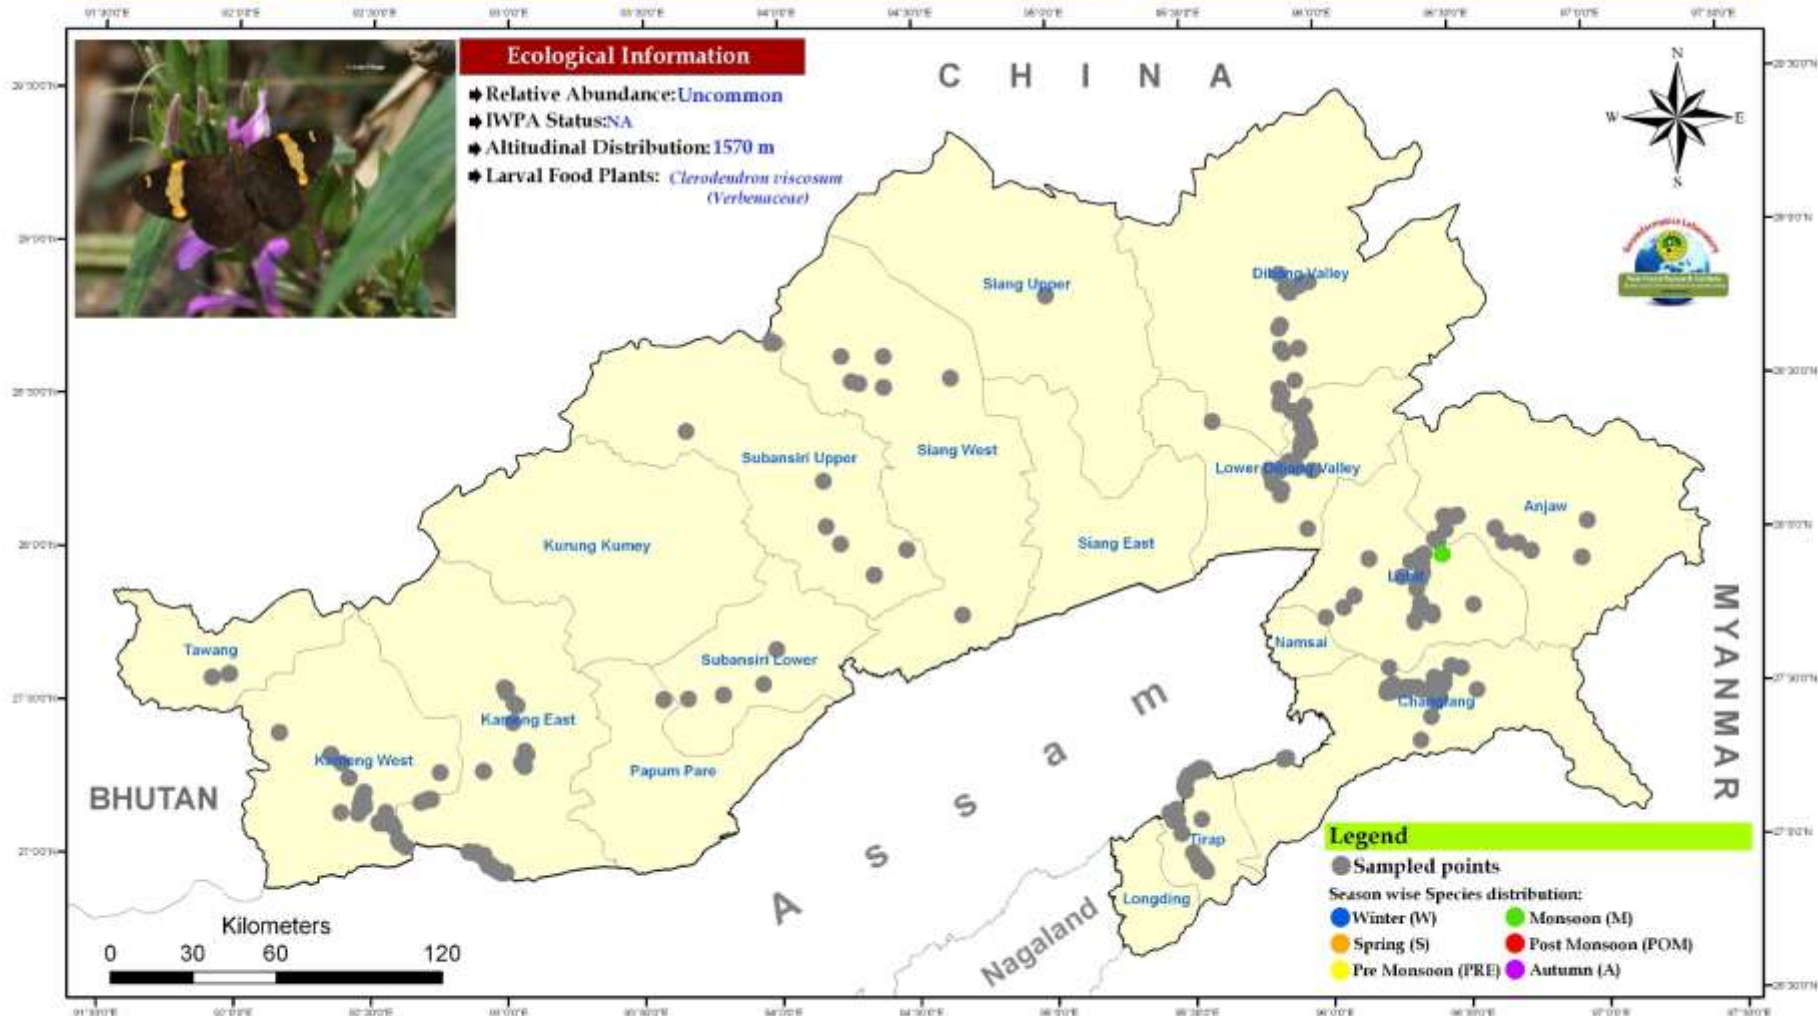 Ecological Information
Relative Abundance: Uncommon
IWPA Status: NA
Altitudinal Distribution: 1570 m
Larval Food Plants: Clerodendron viscosum
(Verbenaceae)
C H I N A
N
W E
S
Dibang Valley
Siang Upper
Subansiri Upper
Siang West
Lower Dibang Valley
Anjaw
Kurung Kumey
Siang East
Lohit
MYANMAR
Tawang
Namsai
Subansiri Lower
Changlang
Kameng East
Kameng West
Papum Pare
BHUTAN
A s s a m
Tirap
Longding
Nagaland
Kilometers
0 30 60 120
Legend
Sampled points
Season wise Species distribution:
Winter (W) Monsoon (M)
Spring (S) Post Monsoon (POM)
Pre Monsoon (PRE) Autumn (A)